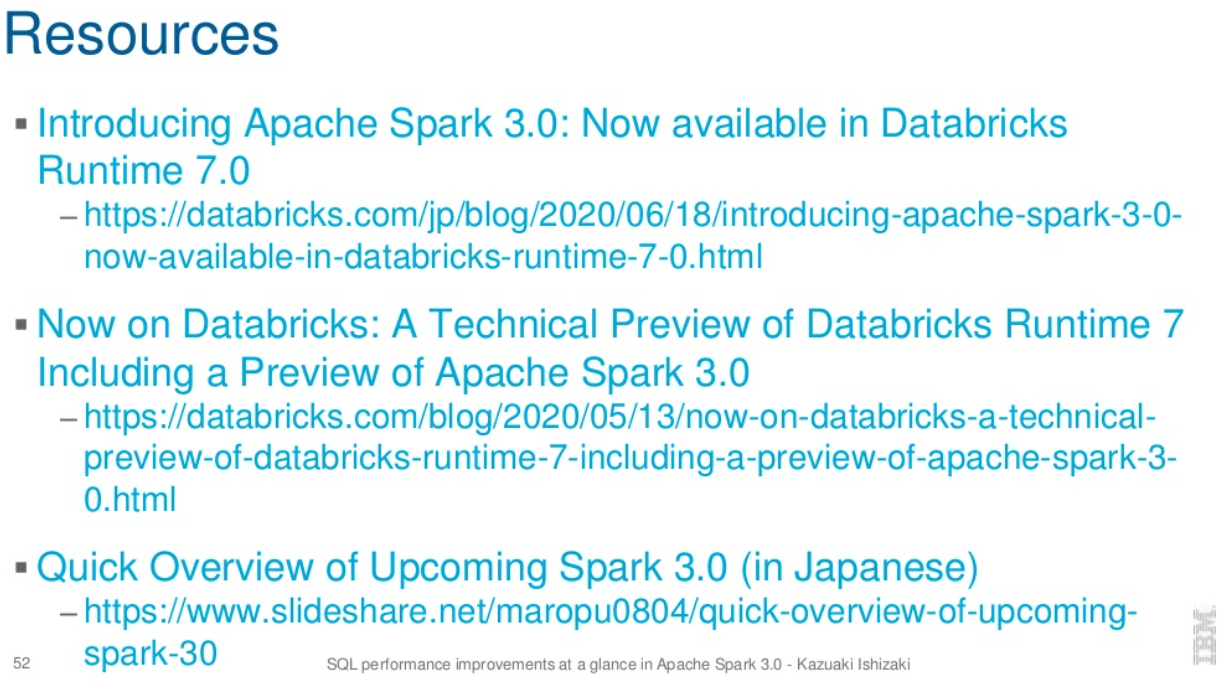 Resources
▪ Introducing Apache Spark 3.0: Now available in Databricks
Runtime 7.0
– https://databricks.com/jp/blog/2020/06/18/introducing-apache-spark-3-0-
now-available-in-databricks-runtime-7-0.html
▪ Now on Databricks: A Technical Preview of Databricks Runtime 7
Including a Preview of Apache Spark 3.0
– https://databricks.com/blog/2020/05/13/now-on-databricks-a-technical-
preview-of-databricks-runtime-7-including-a-preview-of-apache-spark-3-
0.html
▪ Quick Overview of Upcoming Spark 3.0 (in Japanese)
– https://www.slideshare.net/maropu0804/quick-overview-of-upcoming-
spark-30
52
SQL performance improvements at a glance in Apache Spark 3.0 - Kazuaki Ishizaki
IBM